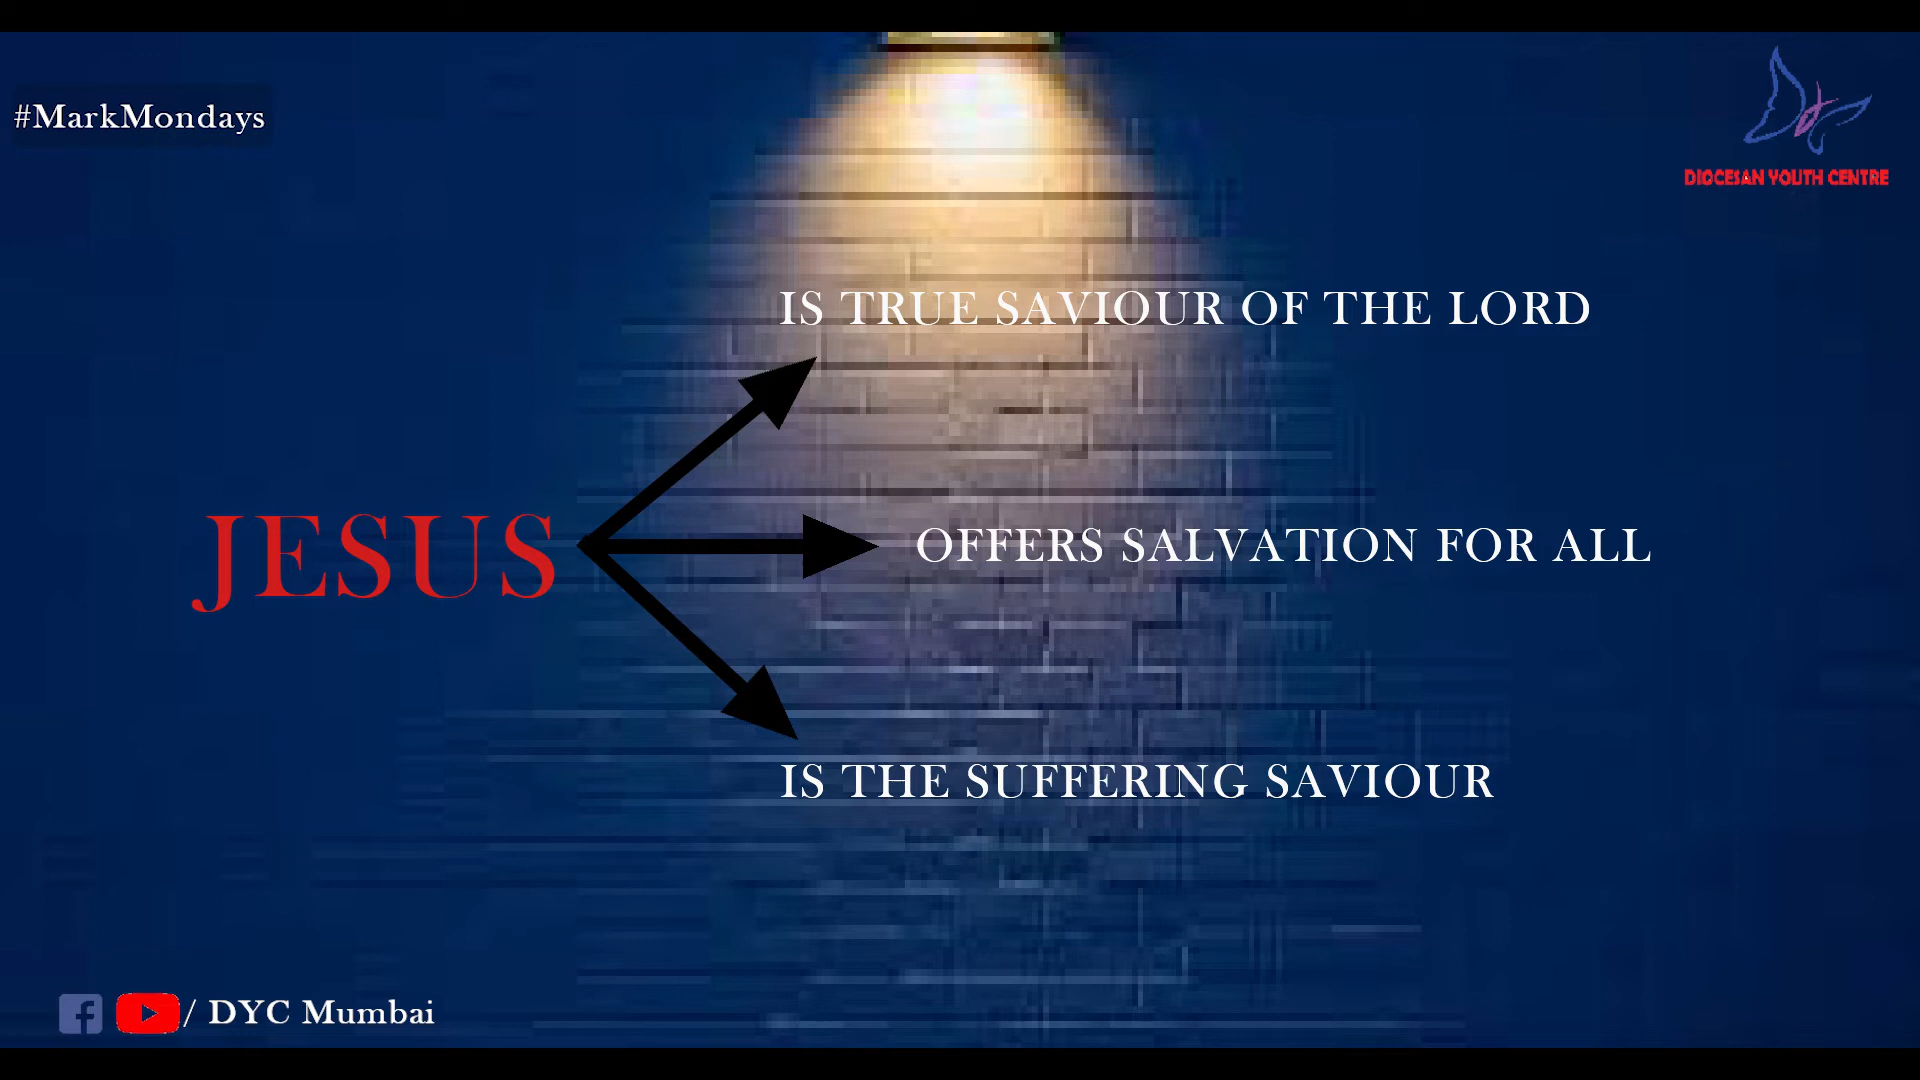 #MarkMondays
DIOCESAN YOUTH CENTRE
IS TRUE SAVIOUR OF THE LORD
JESUS
OFFERS SALVATION FOR ALL
IS THE SUFFERING SAVIOUR
/ DYC Mumbai